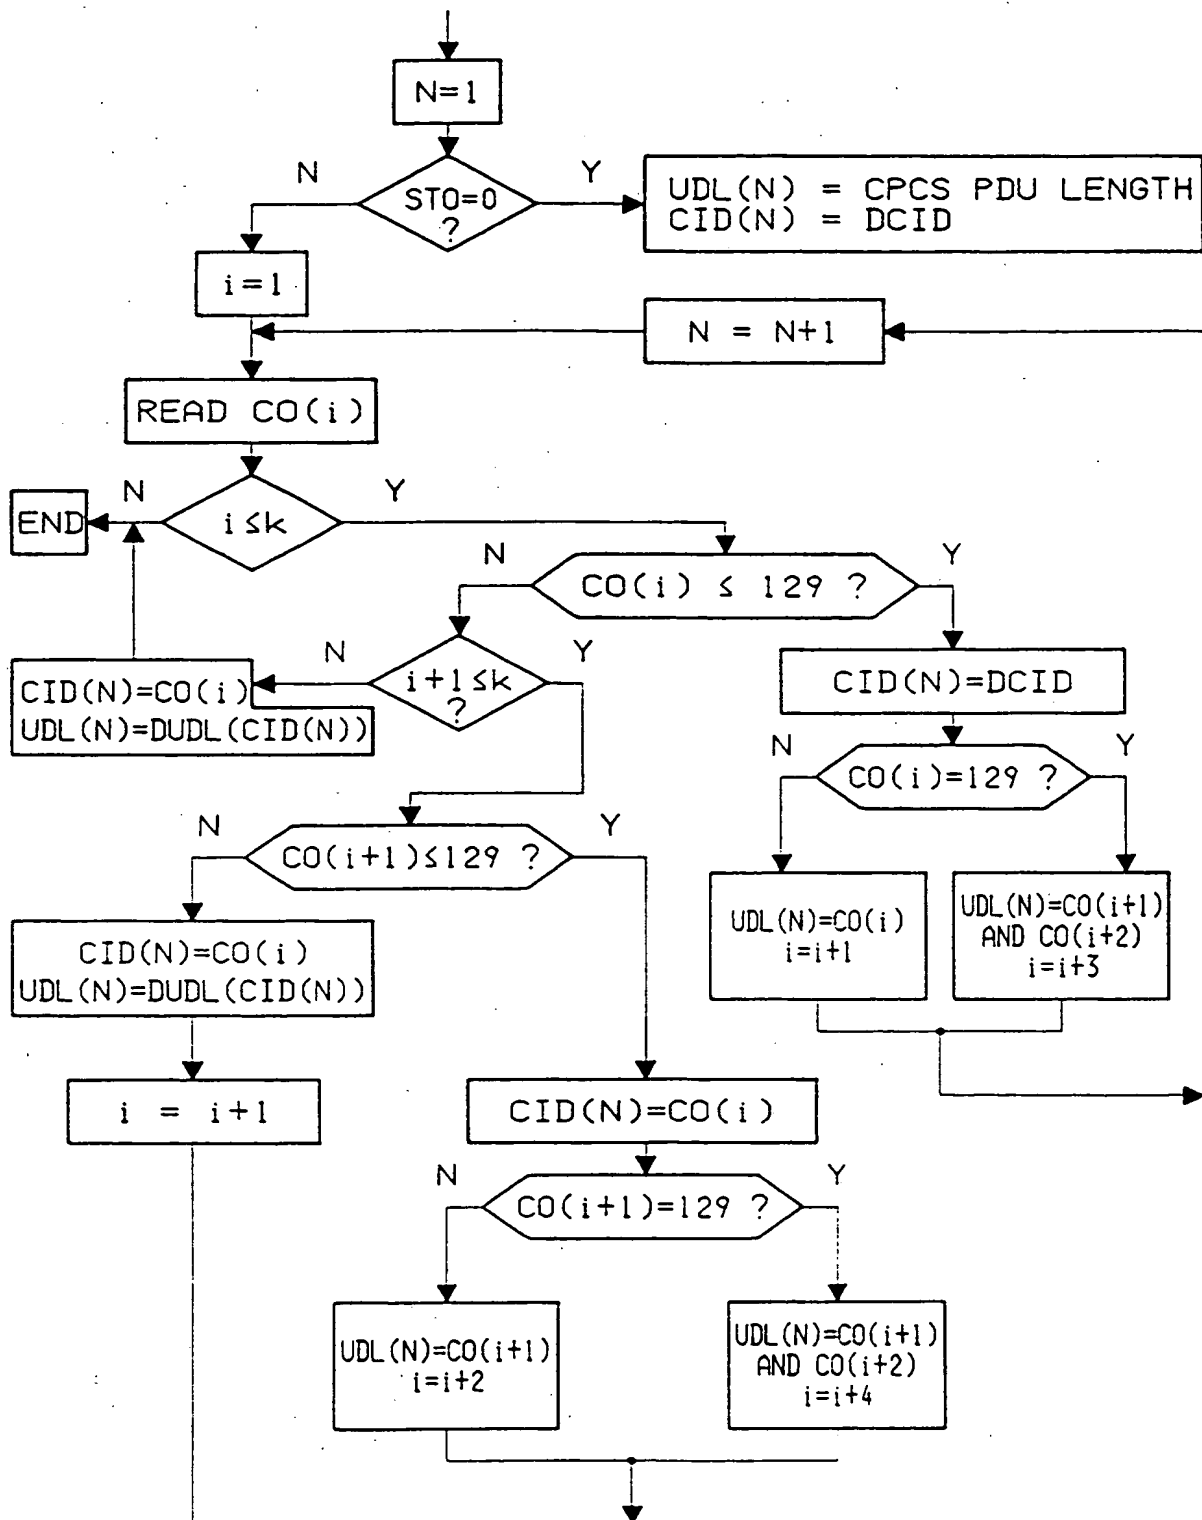 N=1
N
STO=0
?
Y
UDL(N) = CPCS PDU LENGTH
CID(N) = DCID
i=1
N = N+1
READ CO(i)
END
N
i≤k
Y
N
CO(i) ≤ 129 ?
Y
CID(N)=CO(i)
UDL(N)=DUDL(CID(N))
N
i+1≤k
?
Y
CID(N)=DCID
N
CO(i)=129 ?
Y
N
CO(i+1)≤129 ?
Y
UDL(N)=CO(i)
i=i+1
UDL(N)=CO(i+1)
AND CO(i+2)
i=i+3
CID(N)=CO(i)
UDL(N)=DUDL(CID(N))
i = i+1
CID(N)=CO(i)
N
CO(i+1)=129 ?
Y
UDL(N)=CO(i+1)
i=i+2
UDL(N)=CO(i+1)
AND CO(i+2)
i=i+4